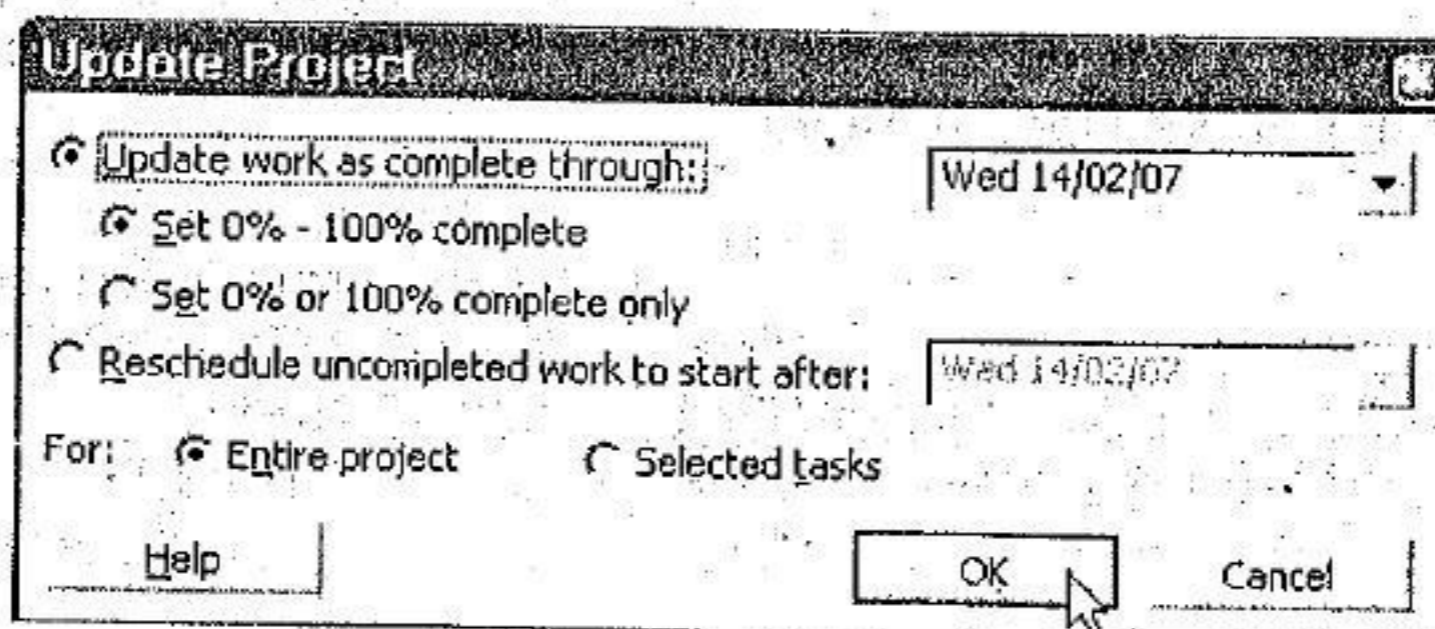 Update Project
Update work as complete through: Wed 14/02/07
Set 0% - 100% complete
Set 0% or 100% complete only
Reschedule uncompleted work to start after: Wed 14/02/07
For: Entire project Selected tasks
Help OK Cancel